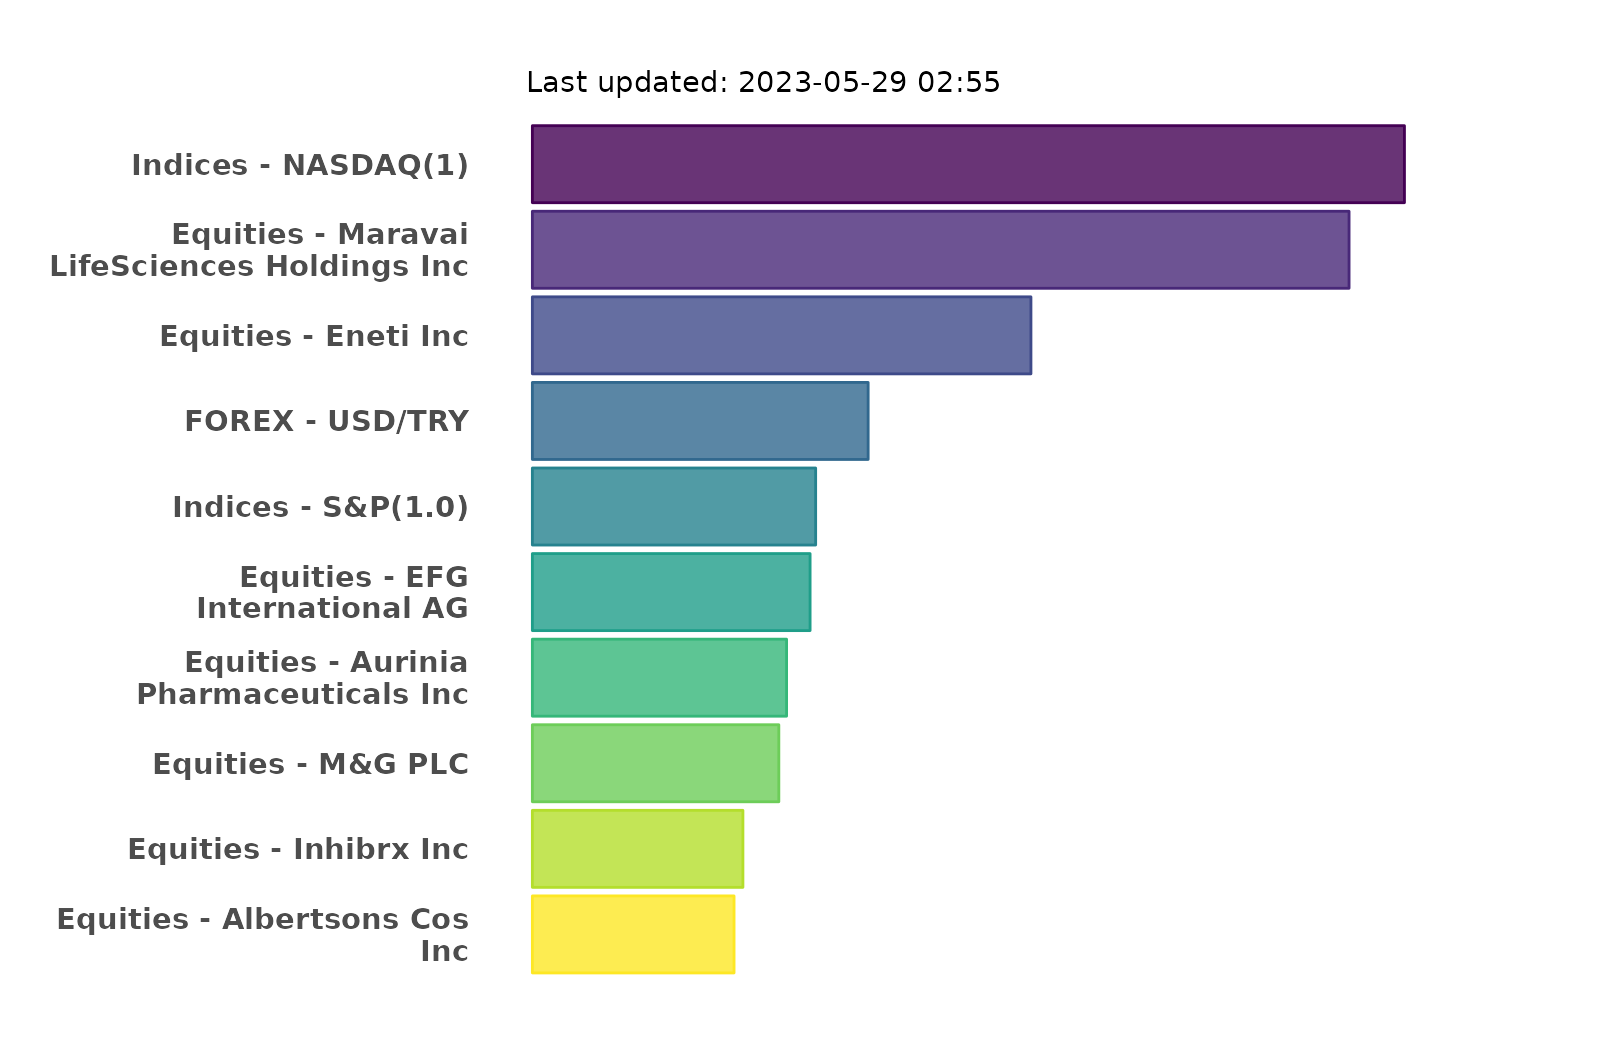 Last updated: 2023-05-29 02:55
Indices - NASDAQ(1)
Equities - Maravai
LifeSciences Holdings Inc
Equities - Eneti Inc
FOREX - USD/TRY
Indices - S&P(1.0)
Equities - EFG
International AG
Equities - Aurinia
Pharmaceuticals Inc
Equities - M&G PLC
Equities - Inhibrx Inc
Equities - Albertsons Cos
Inc